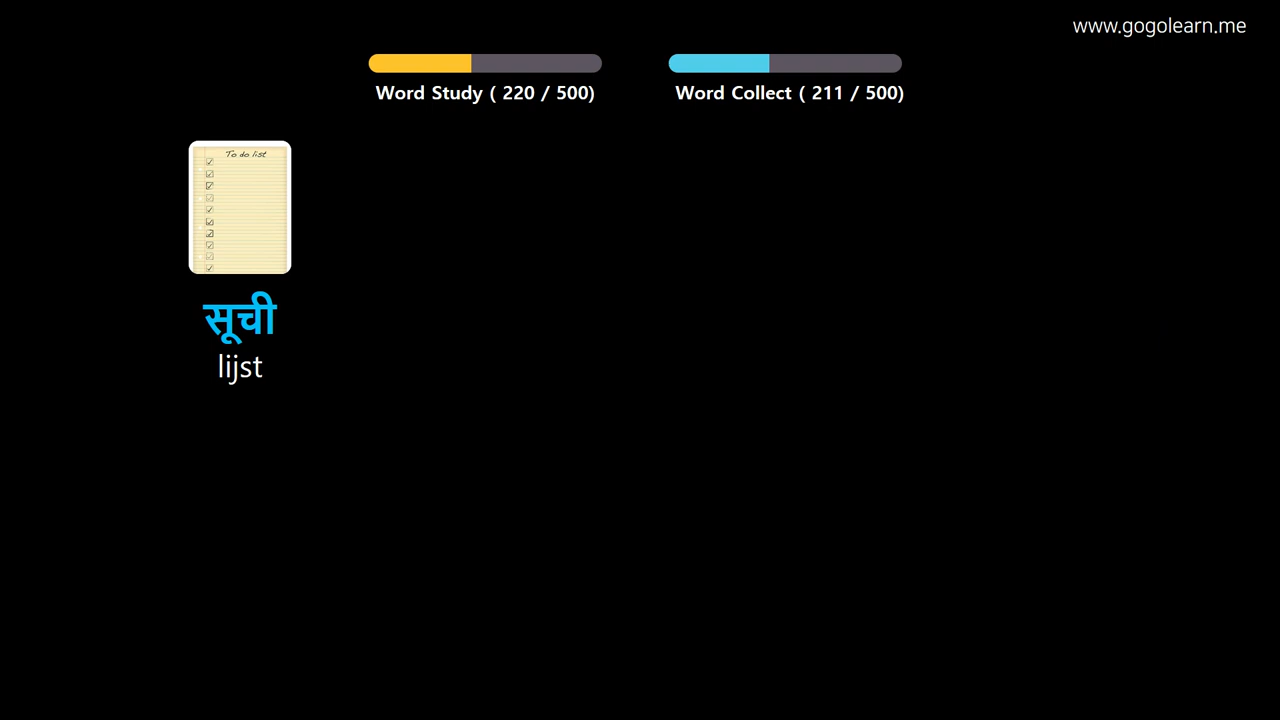 www.gogolearn.me
Word Study ( 220 / 500)
Word Collect ( 211 / 500)
To do list
सूची
lijst